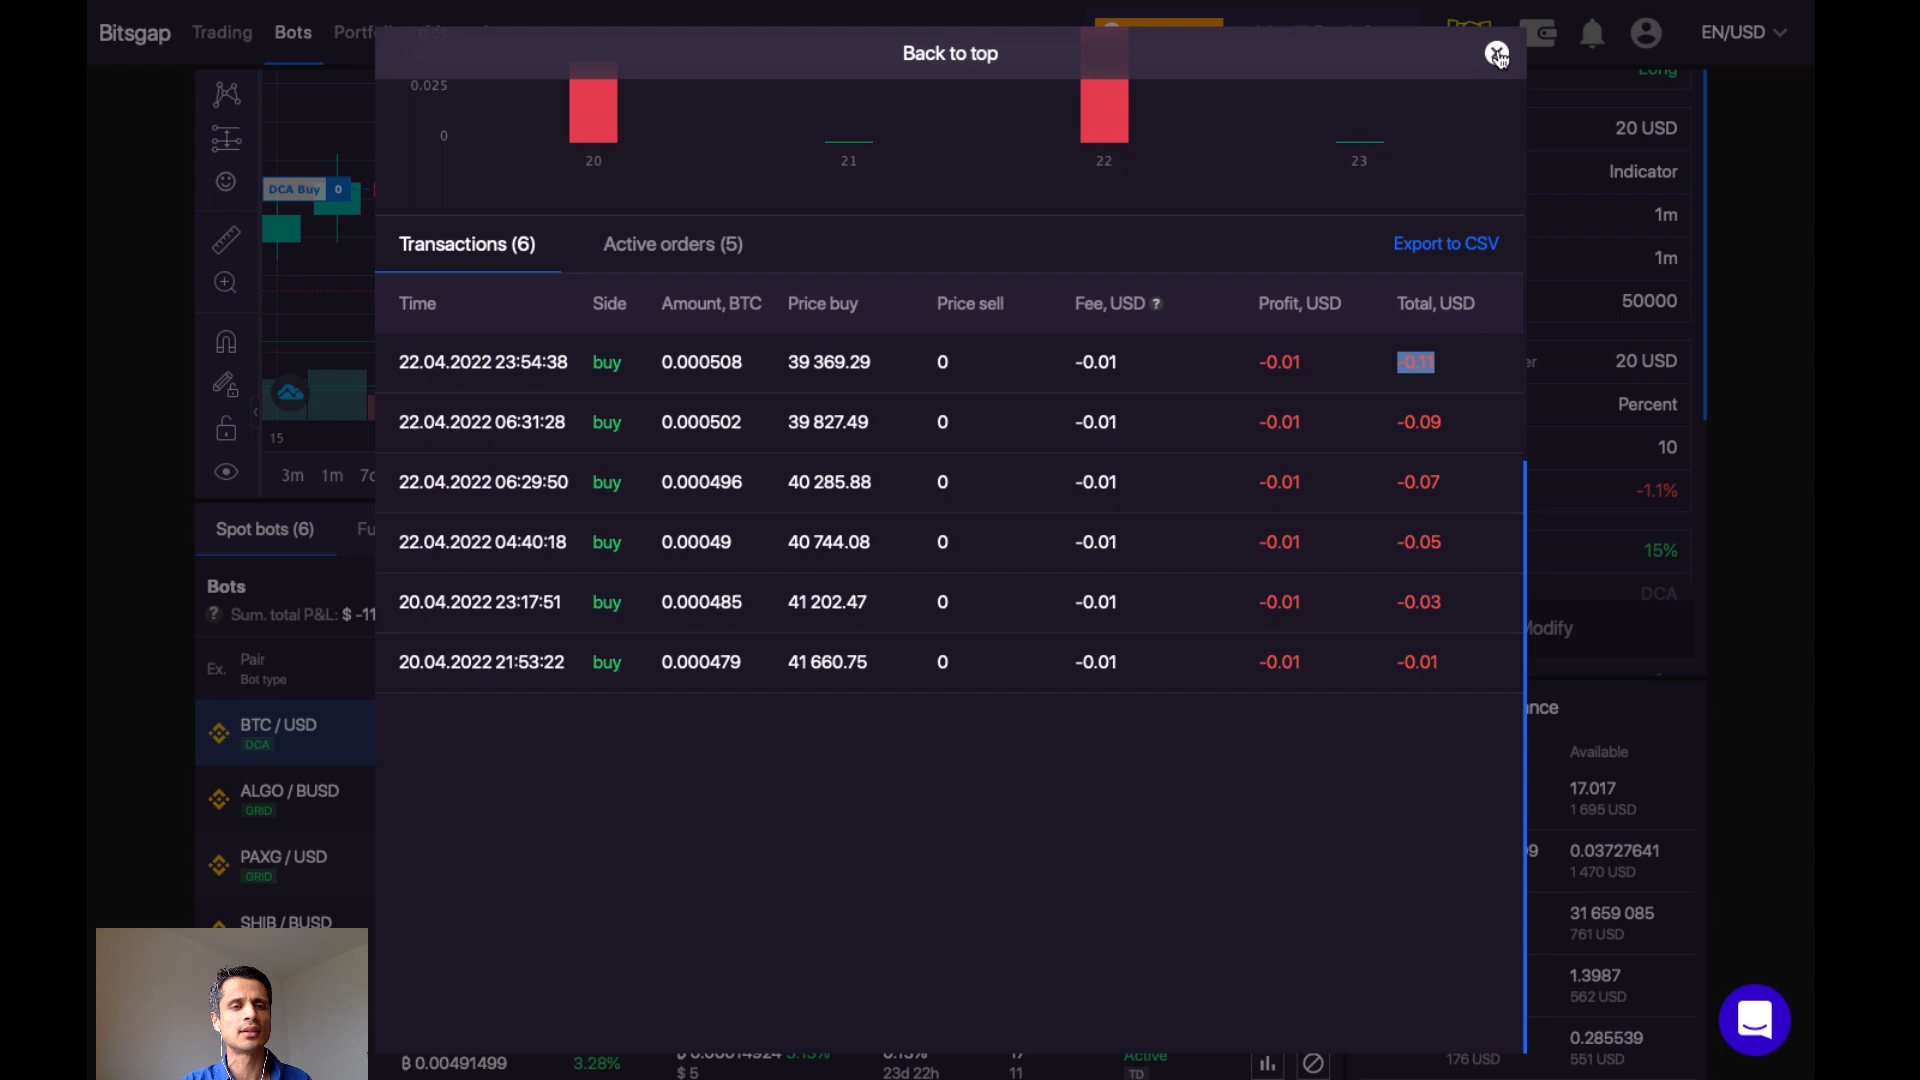 Bitsgap Trading Bots EN/USD
Back to top
0.025
0
20 21 22 23
20 USD
Indicator
1m
1m
50000
20 USD
Percent
10
-1.1%
15%
DCA
DCA Buy 0
15
3m 1m
Transactions (6) Active orders (5) Export to CSV
Time Side Amount, BTC Price buy Price sell Fee, USD ? Profit, USD Total, USD
22.04.2022 23:54:38 buy 0.000508 39 369.29 0 -0.01 -0.01 -0.11
22.04.2022 06:31:28 buy 0.000502 39 827.49 0 -0.01 -0.01 -0.09
22.04.2022 06:29:50 buy 0.000496 40 285.88 0 -0.01 -0.01 -0.07
22.04.2022 04:40:18 buy 0.00049 40 744.08 0 -0.01 -0.01 -0.05
20.04.2022 23:17:51 buy 0.000485 41 202.47 0 -0.01 -0.01 -0.03
20.04.2022 21:53:22 buy 0.000479 41 660.75 0 -0.01 -0.01 -0.01
Spot bots (6)
Bots
? Sum. total P&L: $ -11
Ex. Pair
Bot type
BTC / USD
DCA
ALGO / BUSD
GRID
PAXG / USD
GRID
SHIB / BUSD
Available
17.017
1 695 USD
0.03727641
1 470 USD
31 659 085
761 USD
1.3987
562 USD
0.285539
551 USD
₿ 0.00491499 3.28%
$ 5 23d 22h 11 TD
Active
176 USD